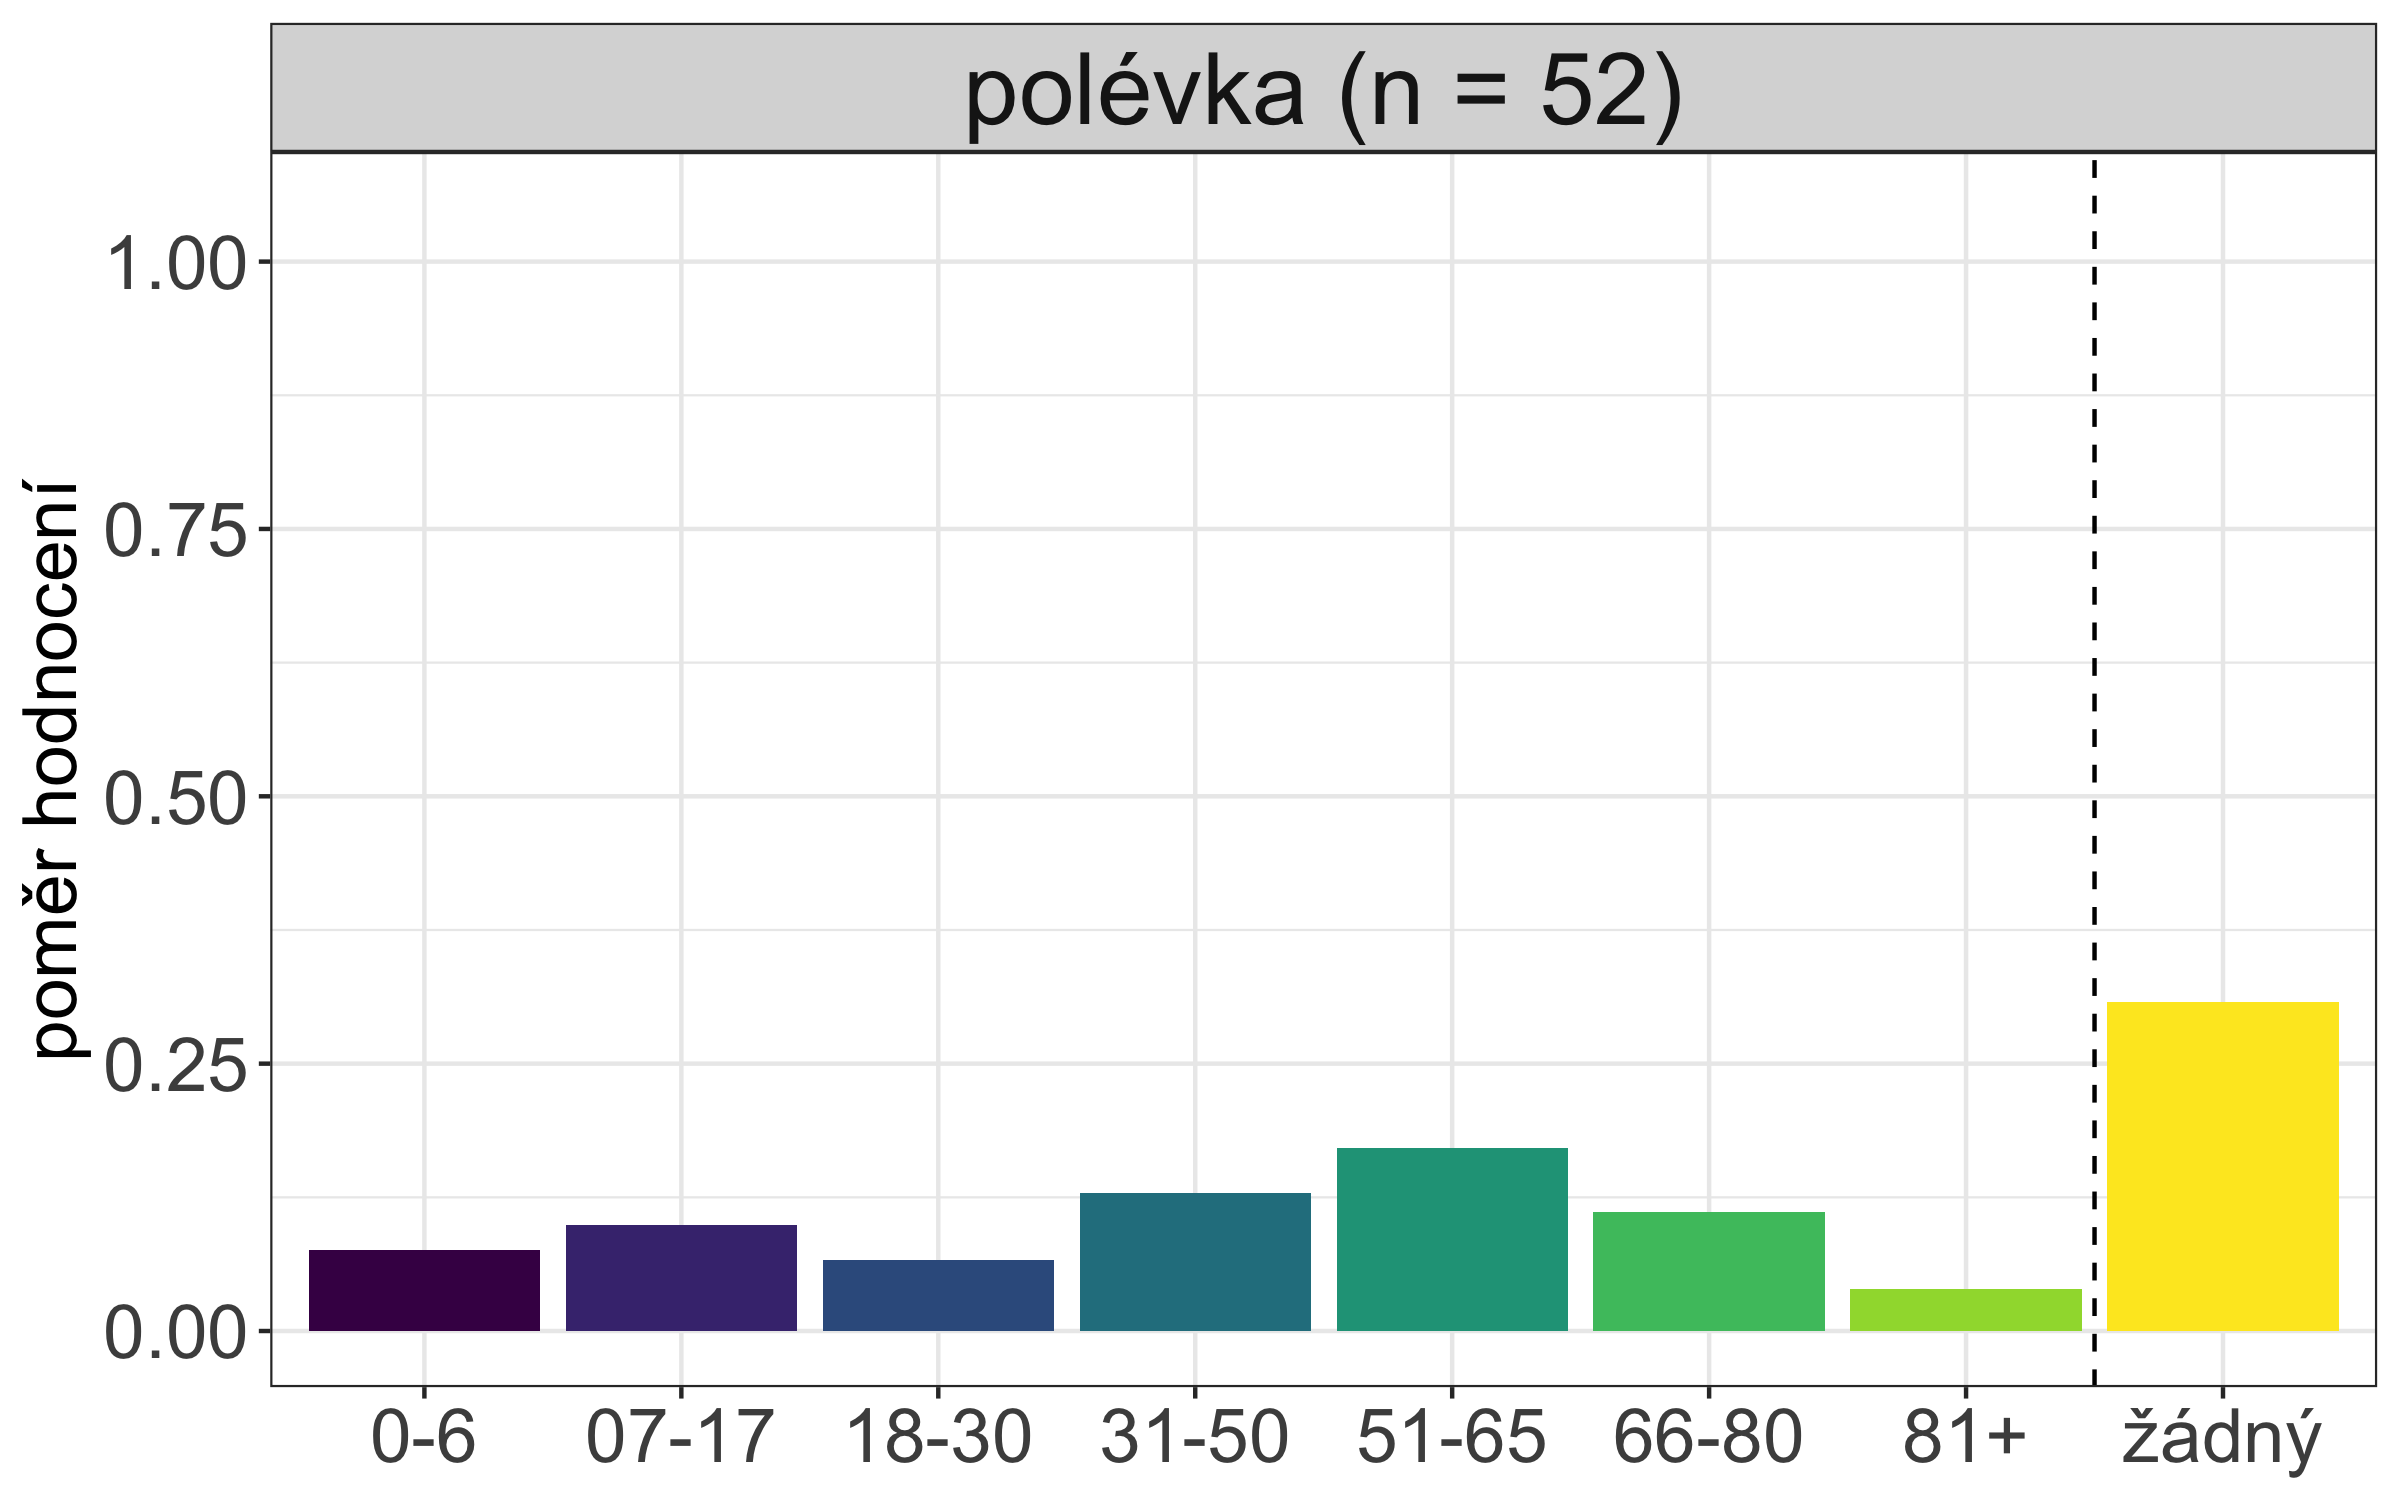 polévka (n = 52)
poměr hodnocení
1.00
0.75
0.50
0.25
0.00
0-6 07-17 18-30 31-50 51-65 66-80 81+ žádný